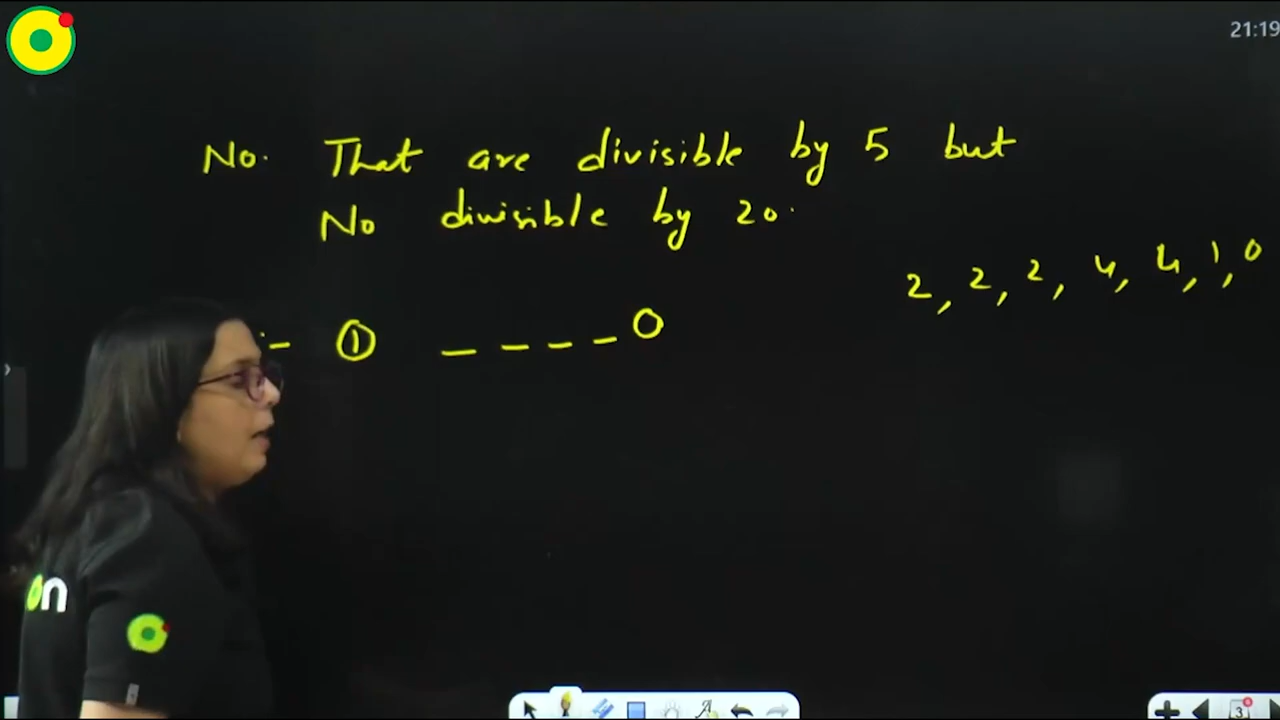 21:19
No. That are divisible by 5 but
No divisible by 20.
2, 2, 2, 4, 4, 1, 0
- ① _ _ _ _ 0
on
3